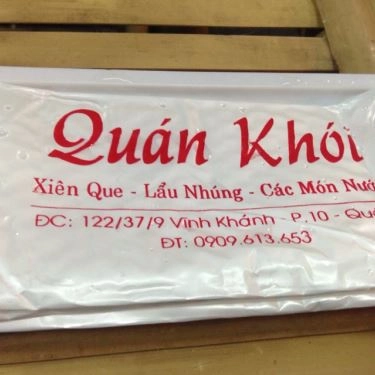 Quán Khói
Xiên Que - Lẩu Nhúng - Các Món Nướ
ĐC: 122/37/9 Vĩnh Khánh - P.10 - Qu
ĐT: 0909.613.653